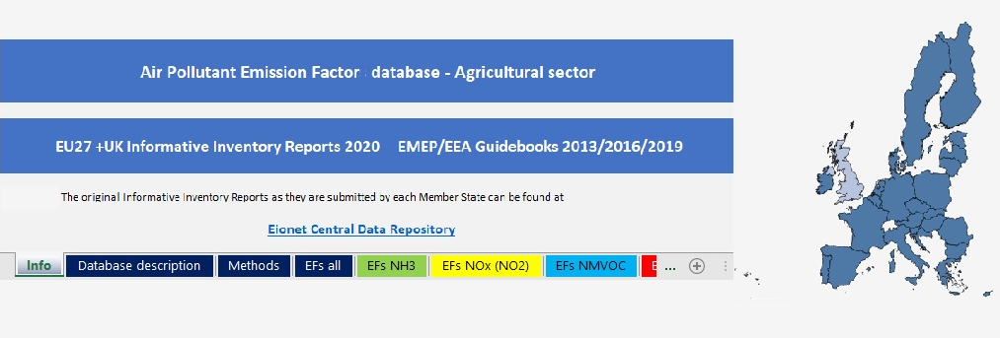 Air Pollutant Emission Factor database - Agricultural sector
EU27 +UK Informative Inventory Reports 2020 EMEP/EEA Guidebooks 2013/2016/2019
The original Informative Inventory Reports as they are submitted by each Member State can be found at
Eionet Central Data Repository
Info Database description Methods EFs all EFs NH3 EFs NOx (NO2) EFs NMVOC E ...